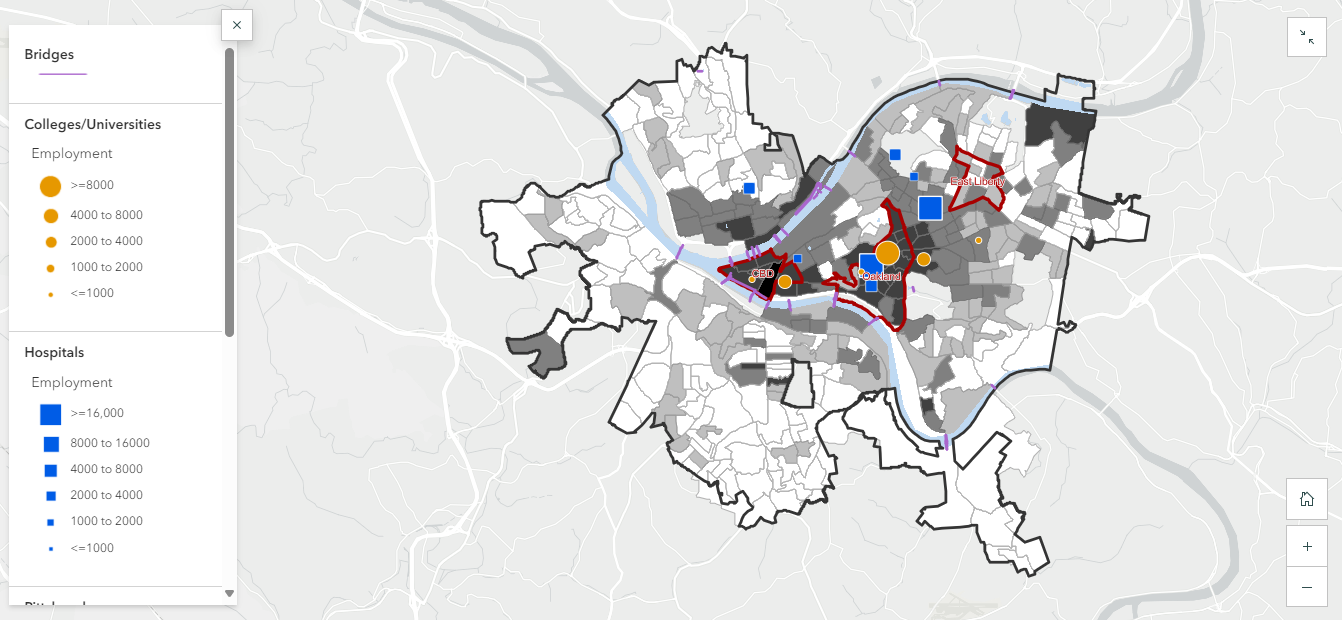 Bridges
Colleges/Universities
Employment
>=8000
4000 to 8000
2000 to 4000
1000 to 2000
<=1000
Hospitals
Employment
>=16,000
8000 to 16000
4000 to 8000
2000 to 4000
1000 to 2000
<=1000
East Liberty
CBD
Oakland